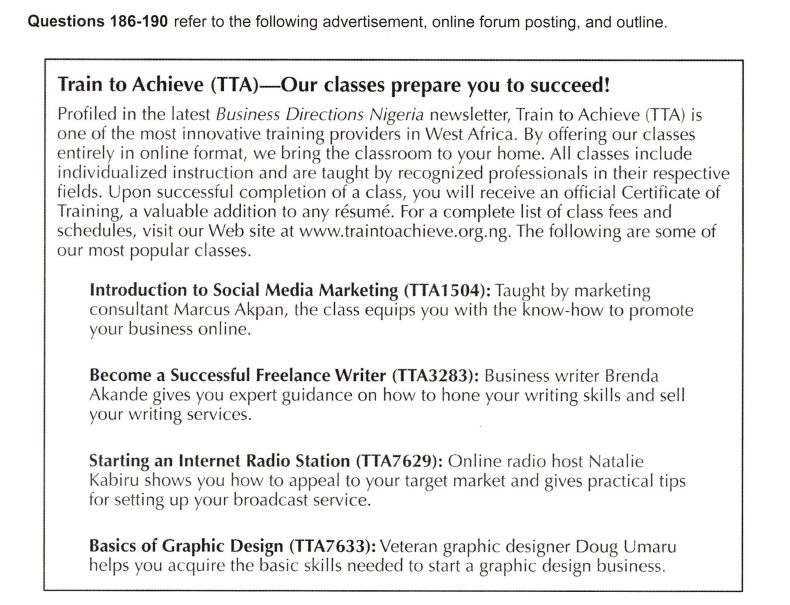 Questions 186-190 refer to the following advertisement, online forum posting, and outline.
Train to Achieve (TTA)—Our classes prepare you to succeed!
Profiled in the latest Business Directions Nigeria newsletter, Train to Achieve (TTA) is
one of the most innovative training providers in West Africa. By offering our classes
entirely in online format, we bring the classroom to your home. All classes include
individualized instruction and are taught by recognized professionals in their respective
fields. Upon successful completion of a class, you will receive an official Certificate of
Training, a valuable addition to any résumé. For a complete list of class fees and
schedules, visit our Web site at www.traintoachieve.org.ng. The following are some of
our most popular classes.
Introduction to Social Media Marketing (TTA1504): Taught by marketing
consultant Marcus Akpan, the class equips you with the know-how to promote
your business online.
Become a Successful Freelance Writer (TTA3283): Business writer Brenda
Akande gives you expert guidance on how to hone your writing skills and sell
your writing services.
Starting an Internet Radio Station (TTA7629): Online radio host Natalie
Kabiru shows you how to appeal to your target market and gives practical tips
for setting up your broadcast service.
Basics of Graphic Design (TTA7633): Veteran graphic designer Doug Umaru
helps you acquire the basic skills needed to start a graphic design business.